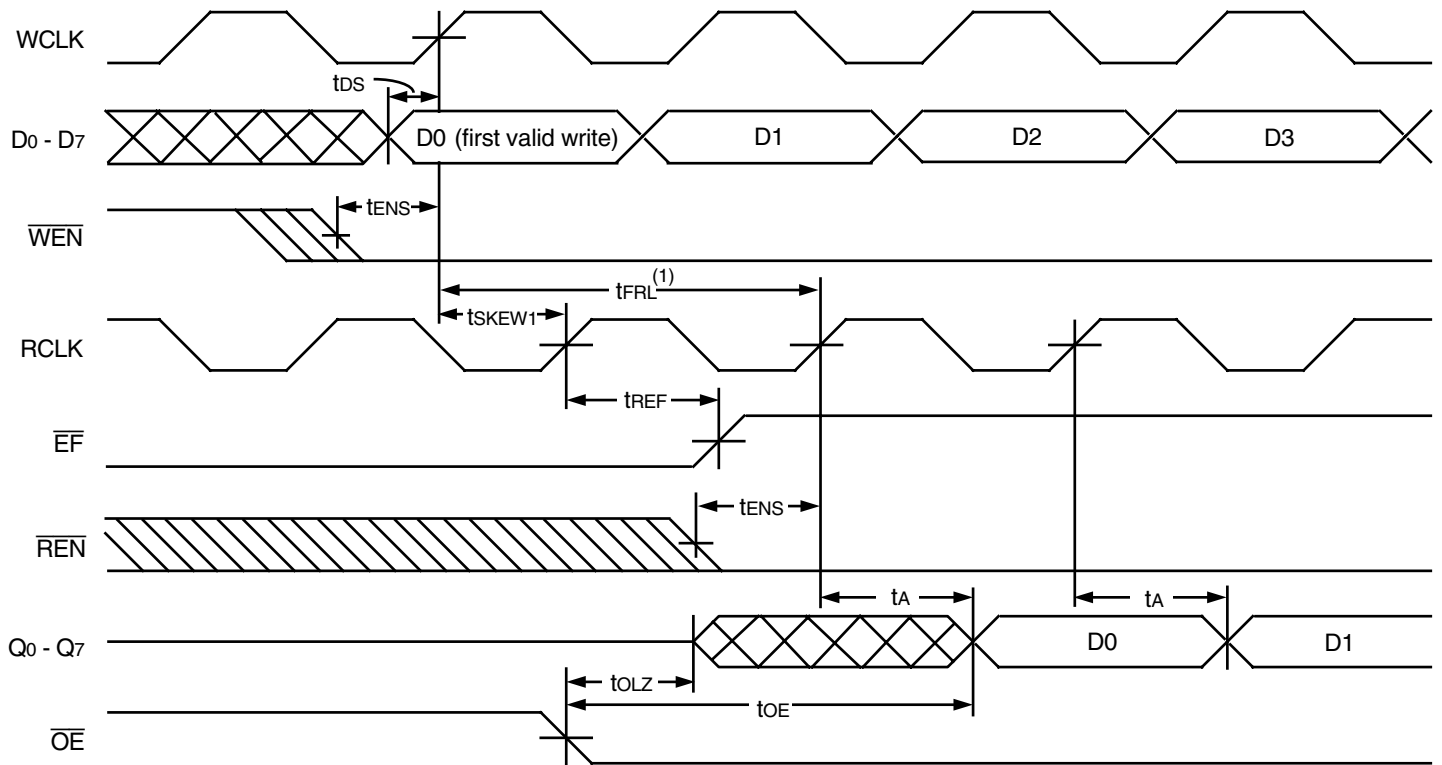 WCLK
tDS
D0 - D7
D0 (first valid write)
D1
D2
D3
WEN
tENS
tFRL(1)
tSKEW1
RCLK
tREF
EF
tENS
REN
tA
tA
Q0 - Q7
D0
D1
tOLZ
tOE
OE